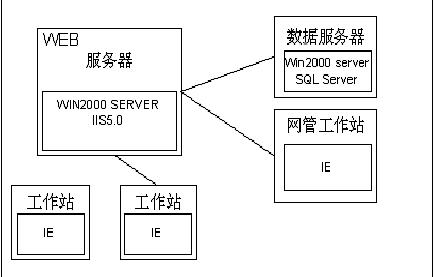 WEB
服务器
WIN2000 SERVER
IIS5.0
数据服务器
Win2000 server
SQL Server
网管工作站
IE
工作站
IE
工作站
IE